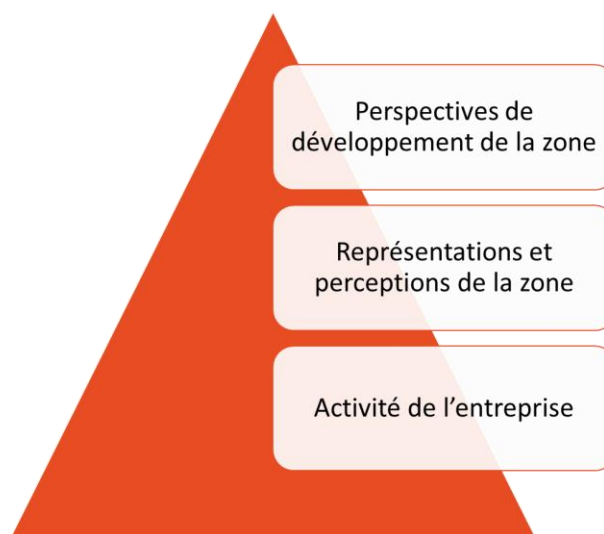 Perspectives de
développement de la zone
Représentations et
perceptions de la zone
Activité de l’entreprise